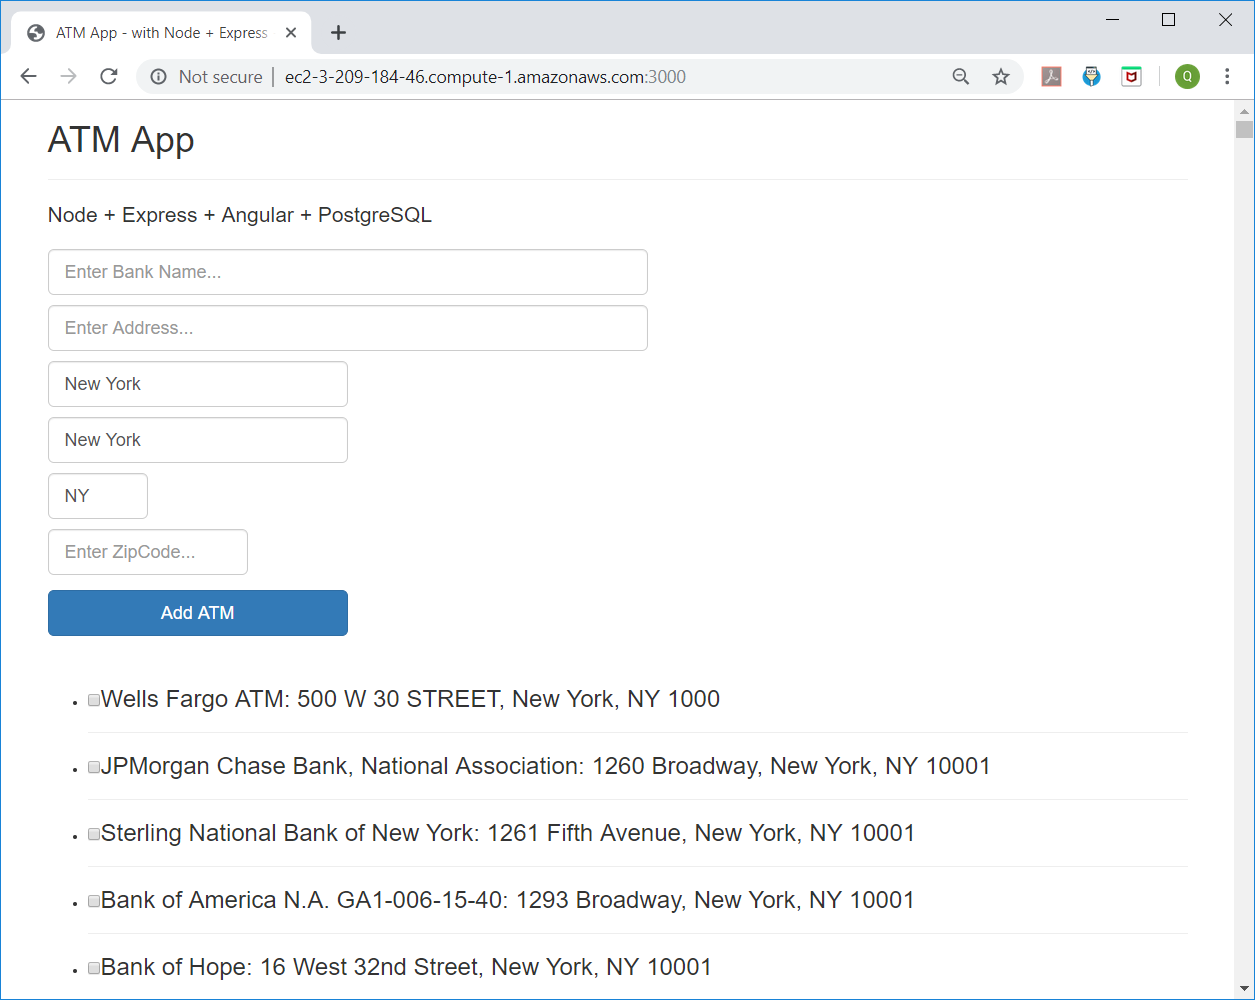 ATM App - with Node + Express
Not secure | ec2-3-209-184-46.compute-1.amazonaws.com:3000
Q
ATM App
Node + Express + Angular + PostgreSQL
Enter Bank Name...
Enter Address...
New York
New York
NY
Enter ZipCode...
Add ATM
Wells Fargo ATM: 500 W 30 STREET, New York, NY 1000
JPMorgan Chase Bank, National Association: 1260 Broadway, New York, NY 10001
Sterling National Bank of New York: 1261 Fifth Avenue, New York, NY 10001
Bank of America N.A. GA1-006-15-40: 1293 Broadway, New York, NY 10001
Bank of Hope: 16 West 32nd Street, New York, NY 10001